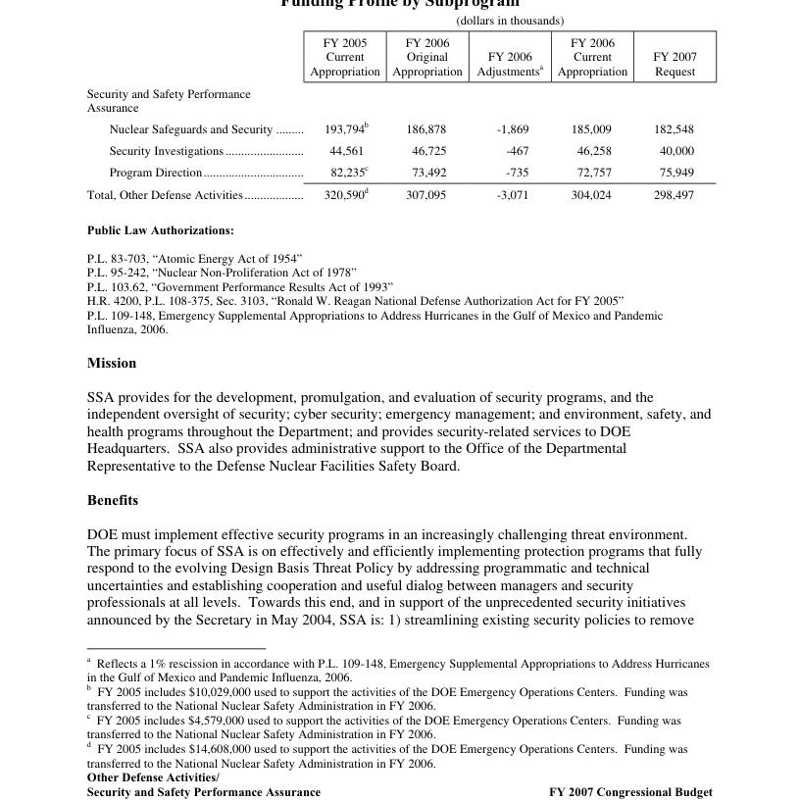 Funding Profile by Subprogram
(dollars in thousands)
FY 2005 Current Appropriation FY 2006 Original Appropriation FY 2006 Adjustmentsa FY 2006 Current Appropriation FY 2007 Request
Security and Safety Performance
Assurance
Nuclear Safeguards and Security ......... 193,794b 186,878 -1,869 185,009 182,548
Security Investigations.......................... 44,561 46,725 -467 46,258 40,000
Program Direction................................. 82,235c 73,492 -735 72,757 75,949
Total, Other Defense Activities.................... 320,590d 307,095 -3,071 304,024 298,497
Public Law Authorizations:
P.L. 83-703, “Atomic Energy Act of 1954”
P.L. 95-242, “Nuclear Non-Proliferation Act of 1978”
P.L. 103.62, “Government Performance Results Act of 1993”
H.R. 4200, P.L. 108-375, Sec. 3103, “Ronald W. Reagan National Defense Authorization Act for FY 2005”
P.L. 109-148, Emergency Supplemental Appropriations to Address Hurricanes in the Gulf of Mexico and Pandemic
Influenza, 2006.
Mission
SSA provides for the development, promulgation, and evaluation of security programs, and the
independent oversight of security; cyber security; emergency management; and environment, safety, and
health programs throughout the Department; and provides security-related services to DOE
Headquarters. SSA also provides administrative support to the Office of the Departmental
Representative to the Defense Nuclear Facilities Safety Board.
Benefits
DOE must implement effective security programs in an increasingly challenging threat environment.
The primary focus of SSA is on effectively and efficiently implementing protection programs that fully
respond to the evolving Design Basis Threat Policy by addressing programmatic and technical
uncertainties and establishing cooperation and useful dialog between managers and security
professionals at all levels. Towards this end, and in support of the unprecedented security initiatives
announced by the Secretary in May 2004, SSA is: 1) streamlining existing security policies to remove
a Reflects a 1% rescission in accordance with P.L. 109-148, Emergency Supplemental Appropriations to Address Hurricanes
in the Gulf of Mexico and Pandemic Influenza, 2006.
b FY 2005 includes $10,029,000 used to support the activities of the DOE Emergency Operations Centers. Funding was
transferred to the National Nuclear Safety Administration in FY 2006.
c FY 2005 includes $4,579,000 used to support the activities of the DOE Emergency Operations Centers. Funding was
transferred to the National Nuclear Safety Administration in FY 2006.
d FY 2005 includes $14,608,000 used to support the activities of the DOE Emergency Operations Centers. Funding was
transferred to the National Nuclear Safety Administration in FY 2006.
Other Defense Activities/
Security and Safety Performance Assurance FY 2007 Congressional Budget